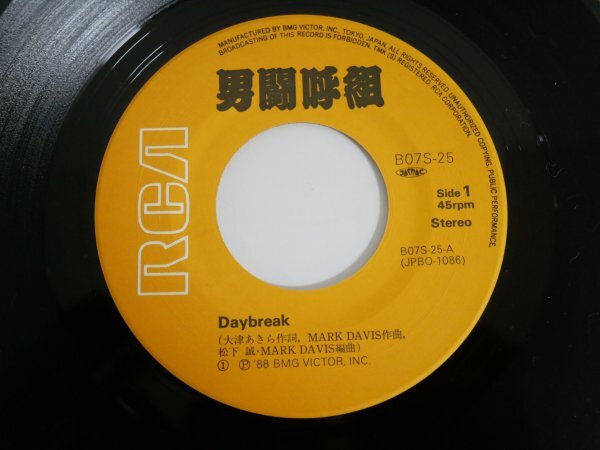 MANUFACTURED BY BMG VICTOR, INC., TOKYO, JAPAN. ALL RIGHTS RESERVED. UNAUTHORIZED COPYING, PUBLIC PERFORMANCE,
BROADCASTING OF THIS RECORD IS FORBIDDEN. TMK (S) REGISTERED. RCA CORPORATION.
男闘呼組
RCA
B07S-25
JASRAC
Side 1
45rpm
Stereo
B07S-25-A
(JPBO-1086)
Daybreak
(大津あきら作詞, MARK DAVIS作曲,
松下 誠・MARK DAVIS編曲)
① Ⓟ '88 BMG VICTOR, INC.